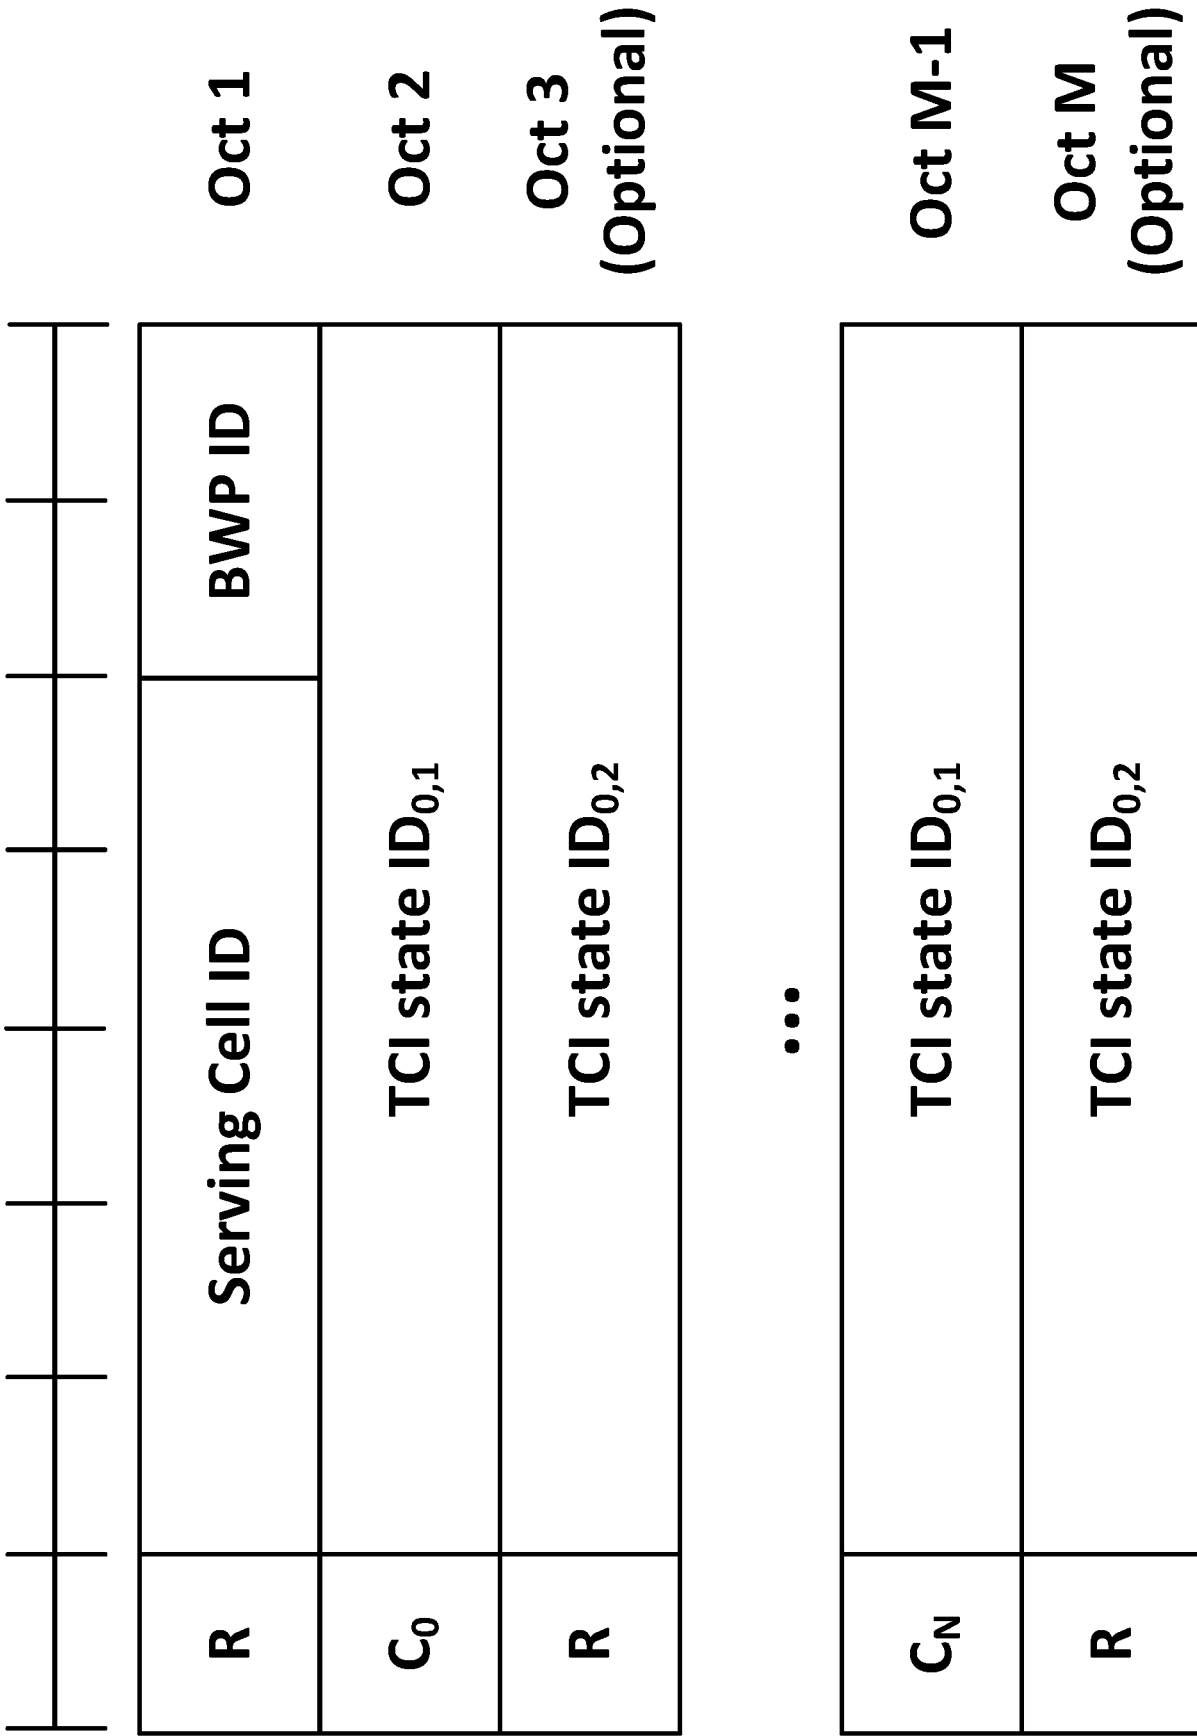 R Serving Cell ID BWP ID Oct 1
C0 TCI state ID0,1 Oct 2
R TCI state ID0,2 Oct 3
(Optional)
...
CN TCI state ID0,1 Oct M-1
R TCI state ID0,2 Oct M
(Optional)